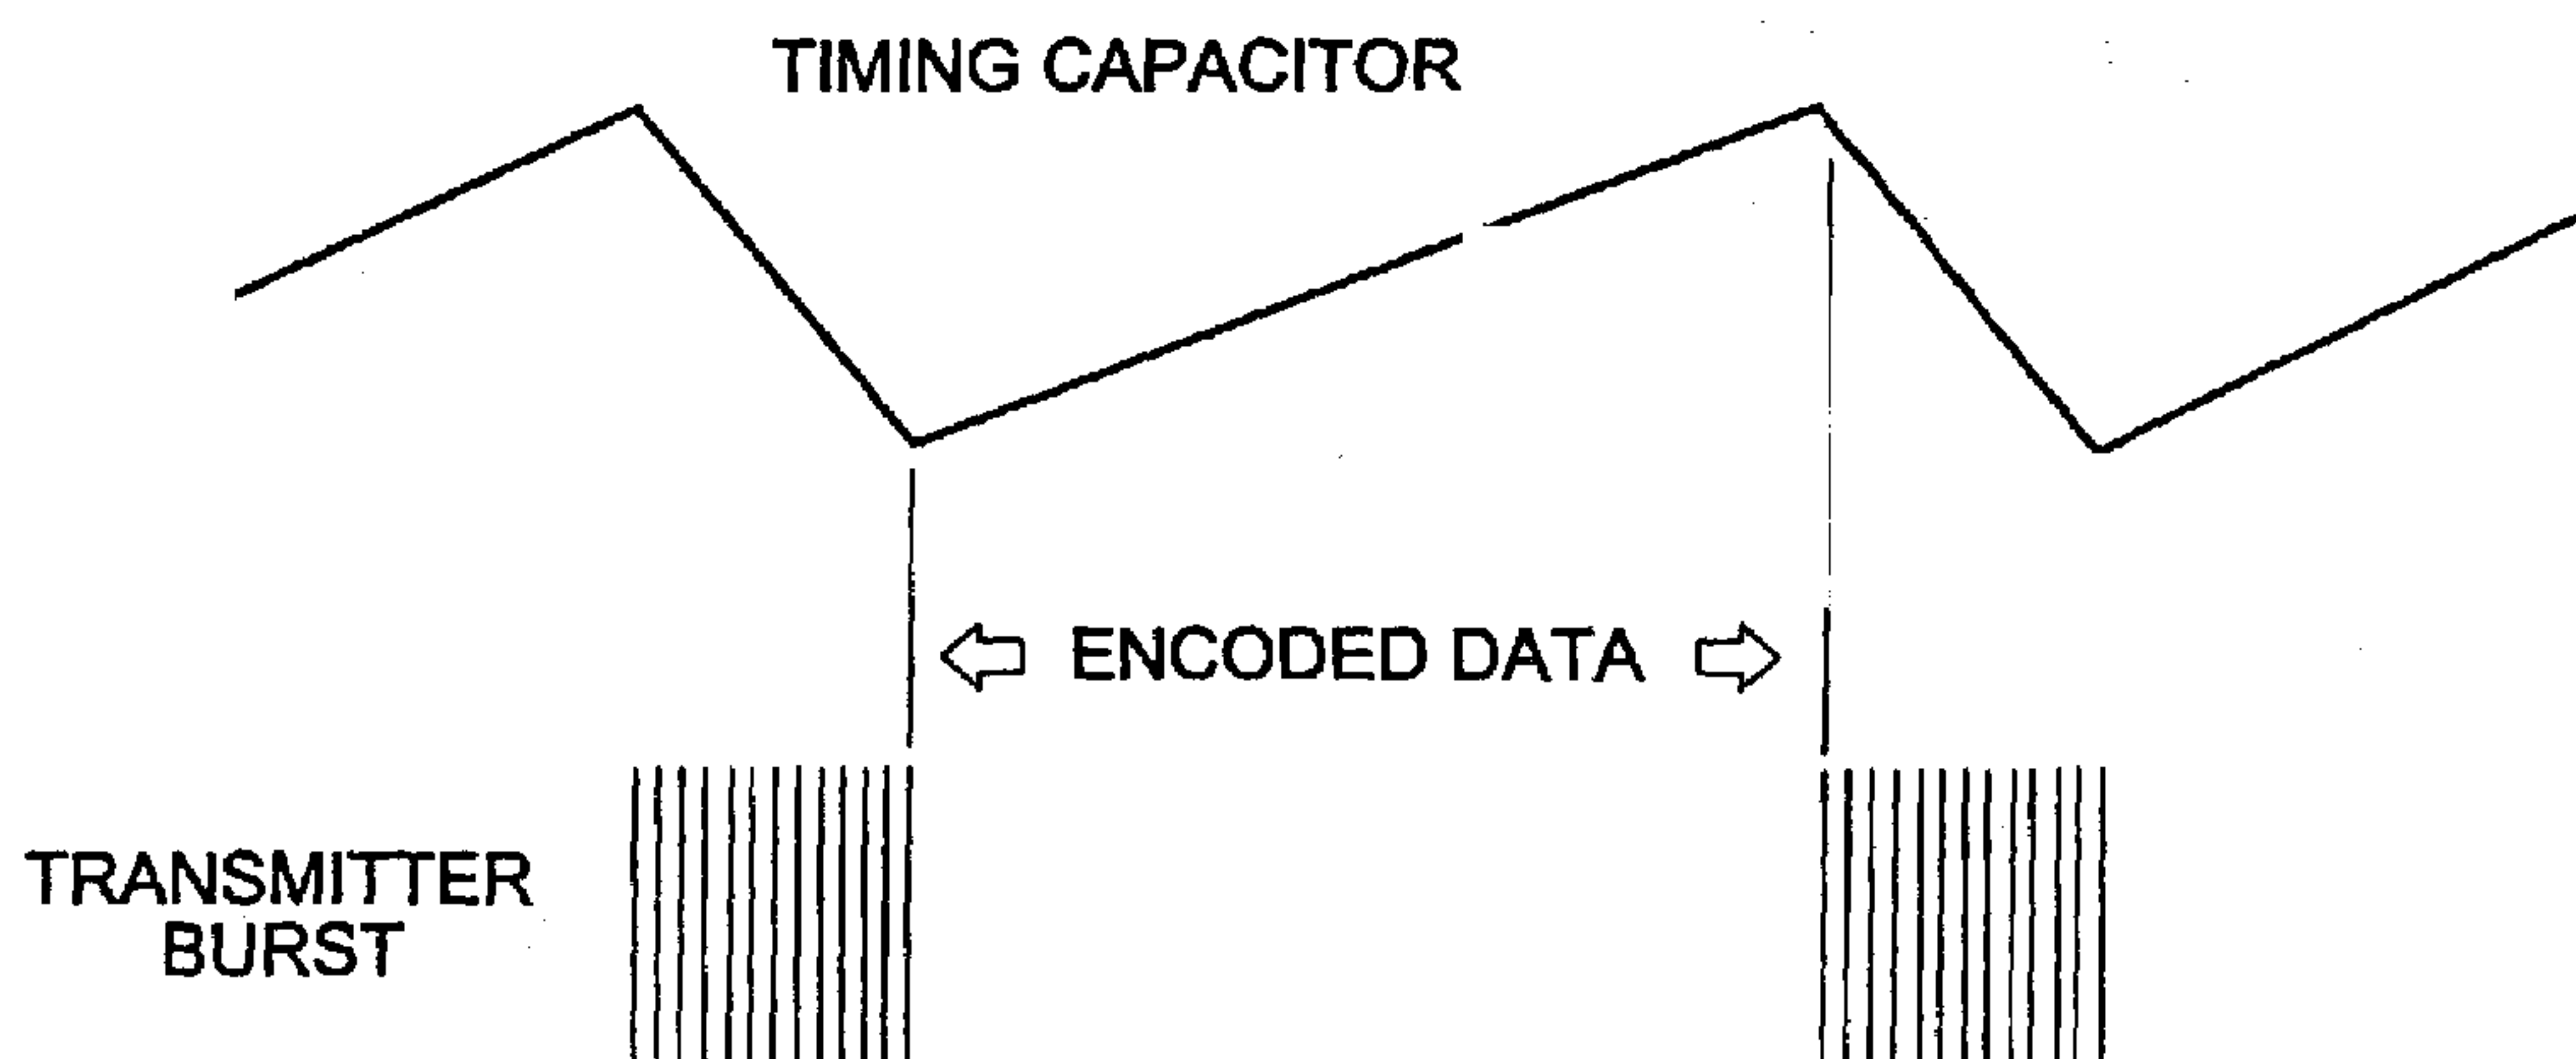 TIMING CAPACITOR
ENCODED DATA
TRANSMITTER
BURST